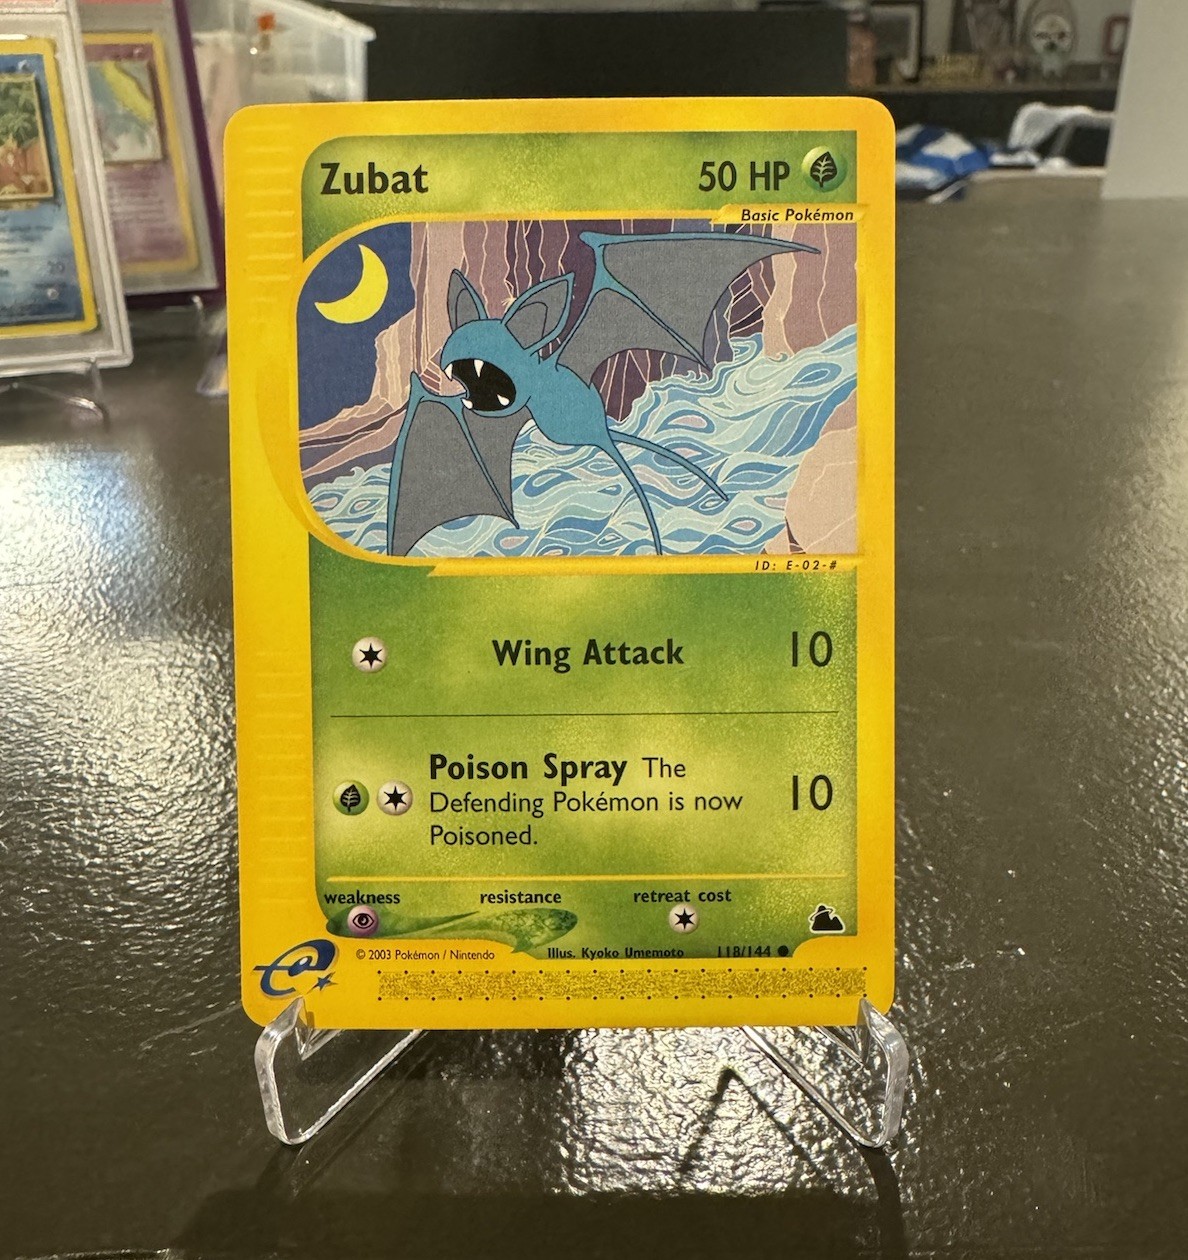 Zubat
50 HP
Basic Pokémon
ID: E-02-#
Wing Attack 10
Poison Spray The
Defending Pokémon is now 10
Poisoned.
weakness resistance retreat cost
© 2003 Pokémon / Nintendo Illus. Kyoko Umemoto 118/144
e
20